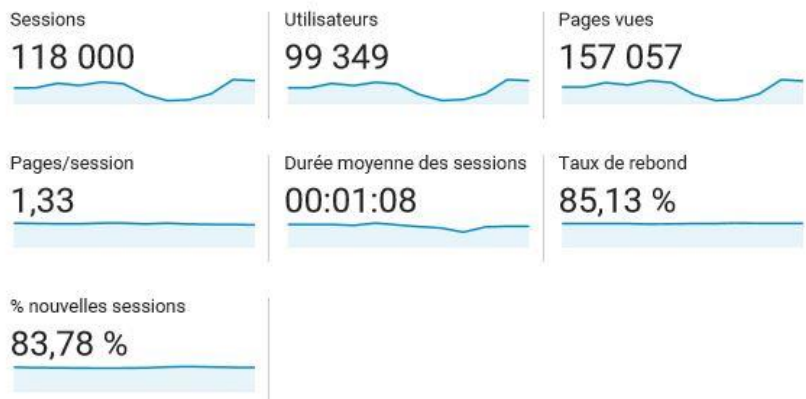 Sessions
118 000
Utilisateurs
99 349
Pages vues
157 057
Pages/session
1,33
Durée moyenne des sessions
00:01:08
Taux de rebond
85,13 %
% nouvelles sessions
83,78 %